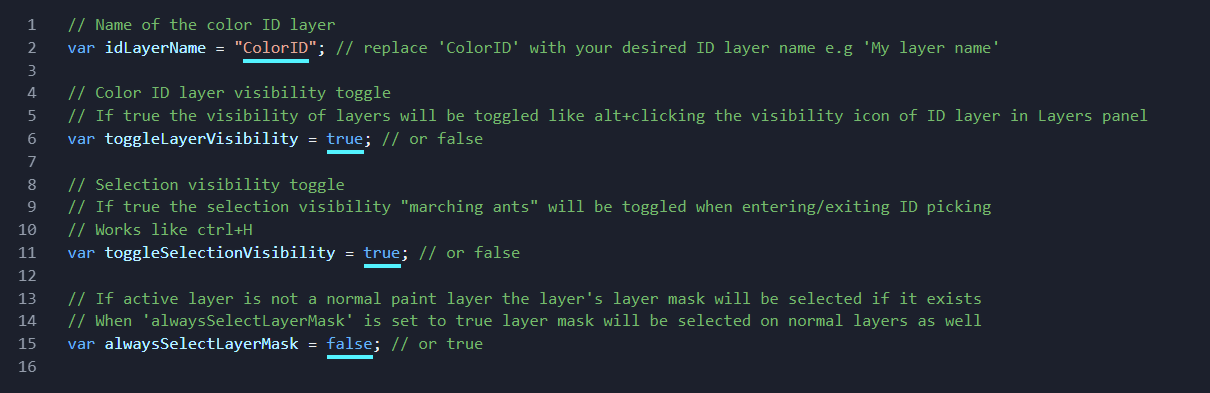 1 // Name of the color ID layer
2 var idLayerName = "ColorID"; // replace 'ColorID' with your desired ID layer name e.g 'My layer name'
3
4 // Color ID layer visibility toggle
5 // If true the visibility of layers will be toggled like alt+clicking the visibility icon of ID layer in Layers panel
6 var toggleLayerVisibility = true; // or false
7
8 // Selection visibility toggle
9 // If true the selection visibility "marching ants" will be toggled when entering/exiting ID picking
10 // Works like ctrl+H
11 var toggleSelectionVisibility = true; // or false
12
13 // If active layer is not a normal paint layer the layer's layer mask will be selected if it exists
14 // When 'alwaysSelectLayerMask' is set to true layer mask will be selected on normal layers as well
15 var alwaysSelectLayerMask = false; // or true
16